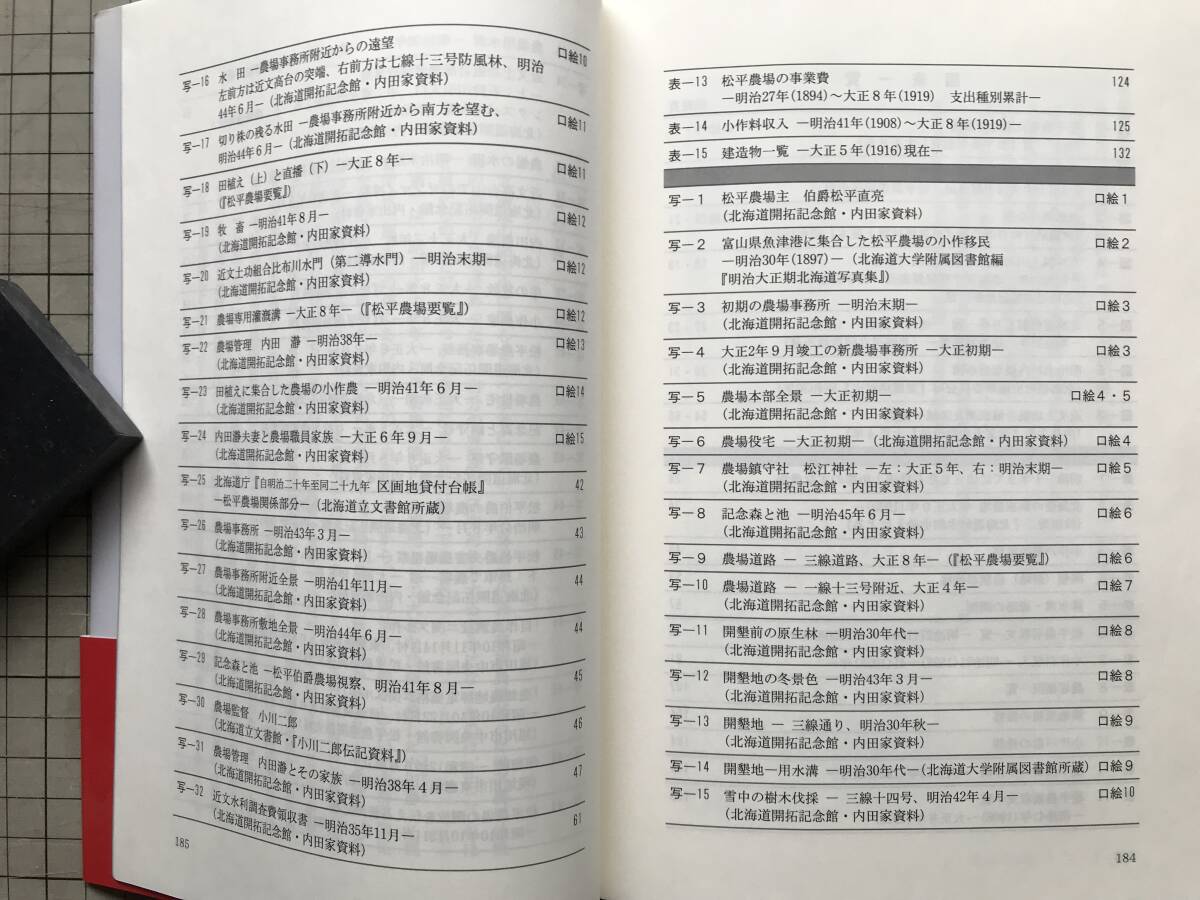 表―13 松平農場の事業費 124
―明治27年(1894)～大正８年(1919) 支出種別累計―
表―14 小作料収入 ―明治41年(1908)～大正８年(1919)― 125
表―15 建造物一覧 ―大正５年(1916)現在― 132
写―１ 松平農場主 伯爵松平直亮 口絵１
(北海道開拓記念館・内田家資料)
写―２ 富山県魚津港に集合した松平農場の小作移民 口絵２
―明治30年(1897)―(北海道大学附属図書館編
『明治大正期北海道写真集』)
写―３ 初期の農場事務所 ―明治末期― 口絵３
(北海道開拓記念館・内田家資料)
写―４ 大正2年９月竣工の新農場事務所 ―大正初期― 口絵３
(北海道開拓記念館・内田家資料)
写―５ 農場本部全景 ―大正初期― 口絵４・５
(北海道開拓記念館・内田家資料)
写―６ 農場役宅 ―大正初期―(北海道開拓記念館・内田家資料) 口絵４
写―７ 農場鎮守社 松江神社 ―左：大正５年、右：明治末期― 口絵５
(北海道開拓記念館・内田家資料)
写―８ 記念森と池 ―明治45年６月― 口絵６
(北海道開拓記念館・内田家資料)
写―９ 農場道路 ― 三線道路、大正８年―(『松平農場要覧』) 口絵６
写―10 農場道路 ― 一線十三号附近、大正４年― 口絵７
(北海道開拓記念館・内田家資料)
写―11 開墾前の原生林 ―明治30年代― 口絵８
(北海道開拓記念館・内田家資料)
写―12 開墾地の冬景色 ―明治43年３月― 口絵８
(北海道開拓記念館・内田家資料)
写―13 開墾地 ― 三線通り、明治30年秋― 口絵９
(北海道開拓記念館・内田家資料)
写―14 開墾地―用水溝 ―明治30年代―(北海道大学附属図書館所蔵) 口絵９
写―15 雪中の樹木伐採 ― 三線十四号、明治42年４月― 口絵10
(北海道開拓記念館・内田家資料)
184
写―16 水 田 ―農場事務所附近からの遠望 口絵10
左前方は近文高台の突端、右前方は七線十三号防風林、明治
44年６月―(北海道開拓記念館・内田家資料)
写―17 切り株の残る水田 ―農場事務所附近から南方を望む、 口絵11
明治44年６月―(北海道開拓記念館・内田家資料)
写―18 田植え(上)と直播(下) ―大正８年― 口絵11
(『松平農場要覧』)
写―19 牧 畜 ―明治41年８月― 口絵12
(北海道開拓記念館・内田家資料)
写―20 近文土功組合比布川水門(第二導水門) ―明治末期― 口絵12
(北海道開拓記念館・内田家資料)
写―21 農場専用灌漑溝 ―大正８年―(『松平農場要覧』) 口絵12
写―22 農場管理 内田 瀞 ―明治38年― 口絵13
(北海道開拓記念館・内田家資料)
写―23 田植えに集合した農場の小作農 ―明治41年６月― 口絵14
(北海道開拓記念館・内田家資料)
写―24 内田瀞夫妻と農場職員家族 ―大正６年９月― 口絵15
(北海道開拓記念館・内田家資料)
写―25 北海道庁『自明治二十年至同二十九年 区画地貸付台帳』 42
―松平農場関係部分―(北海道立文書館所蔵)
写―26 農場事務所 ―明治43年３月― 43
(北海道開拓記念館・内田家資料)
写―27 農場事務所附近全景 ―明治41年11月― 44
(北海道開拓記念館・内田家資料)
写―28 農場事務所敷地全景 ―明治44年６月― 44
(北海道開拓記念館・内田家資料)
写―29 記念森と池 ―松平伯爵農場視察、明治41年８月― 45
(北海道開拓記念館・内田家資料)
写―30 農場監督 小川二郎 46
(北海道立文書館・『小川二郎伝記資料』)
写―31 農場管理 内田瀞とその家族 ―明治38年４月― 47
(北海道開拓記念館・内田家資料)
写―32 近文水利調査費領収書 ―明治35年11月― 61
(北海道開拓記念館・内田家資料)
185